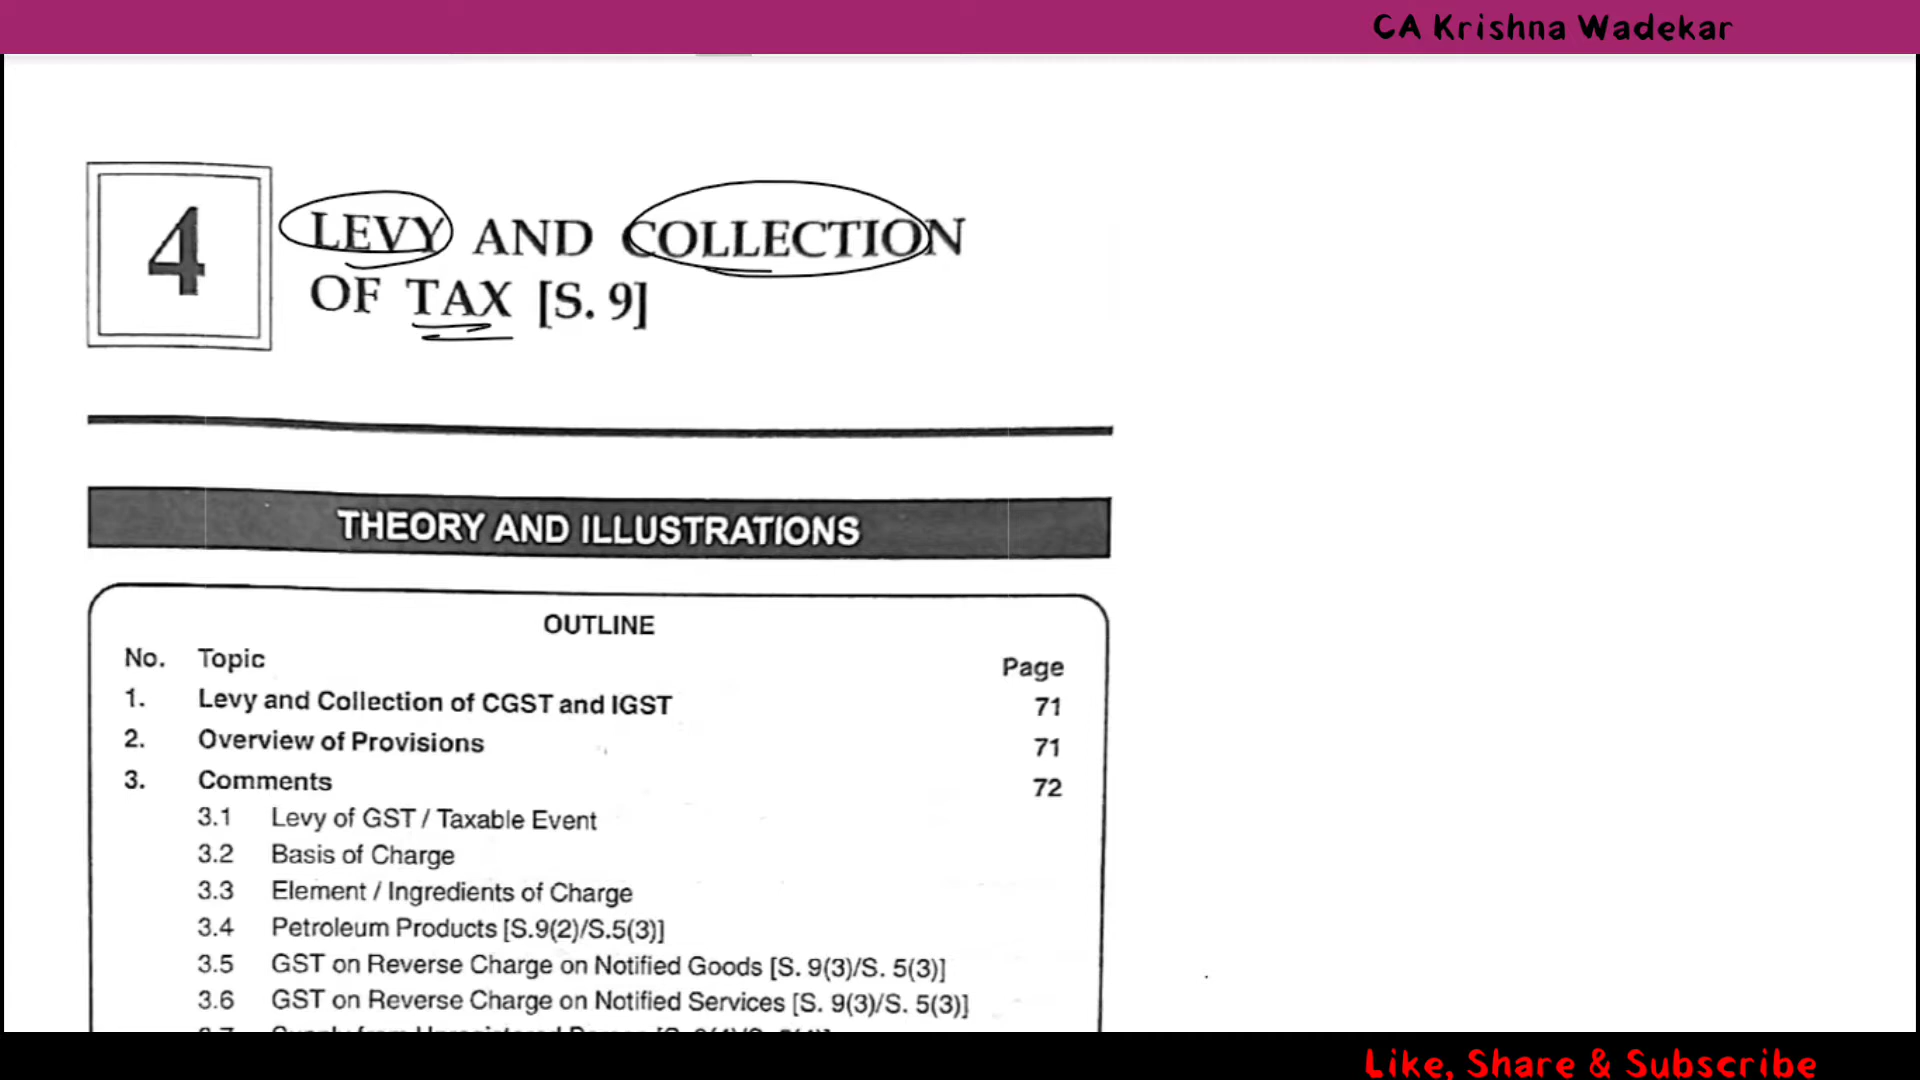 CA Krishna Wadekar
4
LEVY AND COLLECTION
OF TAX [S. 9]
THEORY AND ILLUSTRATIONS
OUTLINE
No. Topic Page
1. Levy and Collection of CGST and IGST 71
2. Overview of Provisions 71
3. Comments 72
3.1 Levy of GST / Taxable Event
3.2 Basis of Charge
3.3 Element / Ingredients of Charge
3.4 Petroleum Products [S.9(2)/S.5(3)]
3.5 GST on Reverse Charge on Notified Goods [S. 9(3)/S. 5(3)]
3.6 GST on Reverse Charge on Notified Services [S. 9(3)/S. 5(3)]
Like, Share & Subscribe